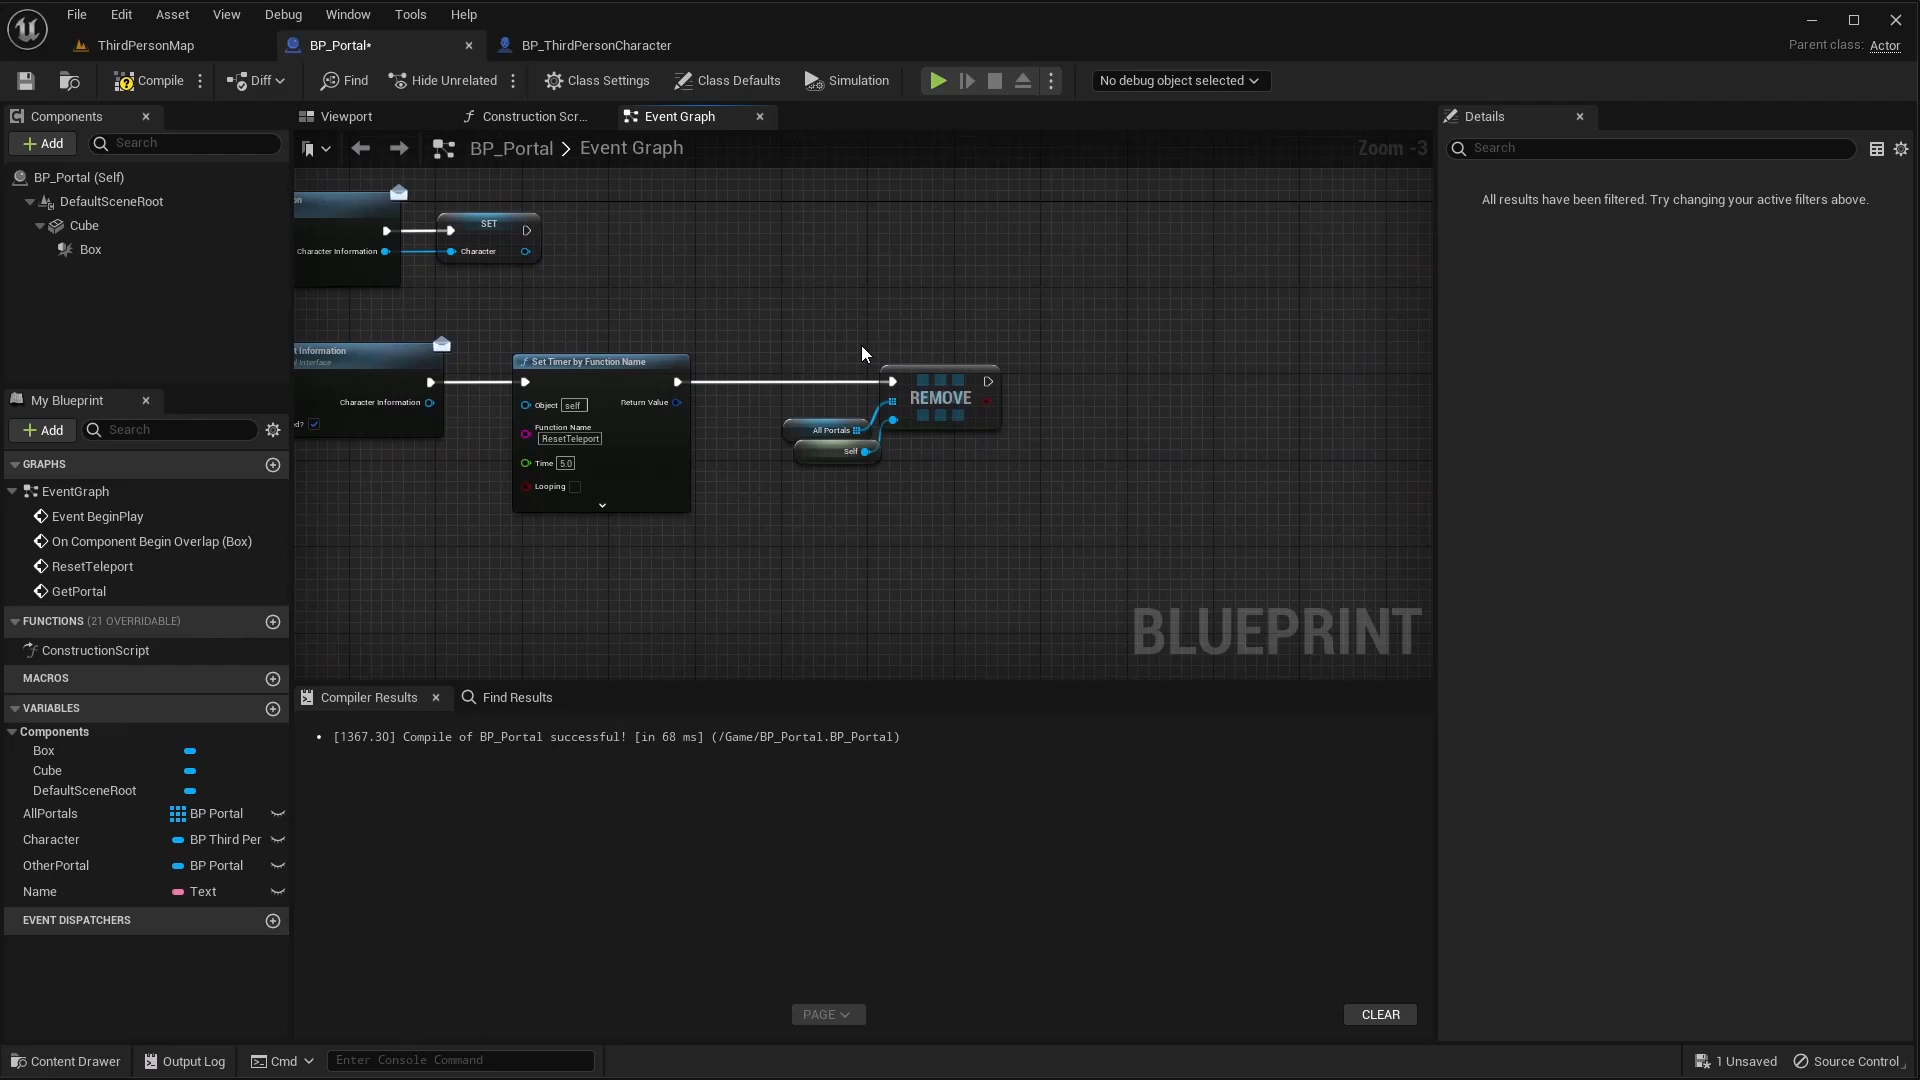 File Edit Asset View Debug Window Tools Help
ThirdPersonMap BP_Portal* BP_ThirdPersonCharacter Parent class: Actor
Compile Diff Find Hide Unrelated Class Settings Class Defaults Simulation No debug object selected
Components Viewport Construction Scr... Event Graph Details
Add Search
BP_Portal > Event Graph Zoom -3
Search
BP_Portal (Self)
DefaultSceneRoot
Cube
Box
All results have been filtered. Try changing your active filters above.
on
SET
Character Information Character
t Information
l Interface
Character Information
d?
Set Timer by Function Name
Object self Return Value
Function Name
ResetTeleport
Time 5.0
Looping
REMOVE
All Portals
Self
BLUEPRINT
My Blueprint
Add Search
GRAPHS
EventGraph
Event BeginPlay
On Component Begin Overlap (Box)
ResetTeleport
GetPortal
FUNCTIONS (21 OVERRIDABLE)
ConstructionScript
MACROS
VARIABLES
Components
Box
Cube
DefaultSceneRoot
AllPortals BP Portal
Character BP Third Per
OtherPortal BP Portal
Name Text
EVENT DISPATCHERS
Compiler Results Find Results
[1367.30] Compile of BP_Portal successful! [in 68 ms] (/Game/BP_Portal.BP_Portal)
PAGE CLEAR
Content Drawer Output Log Cmd Enter Console Command 1 Unsaved Source Control